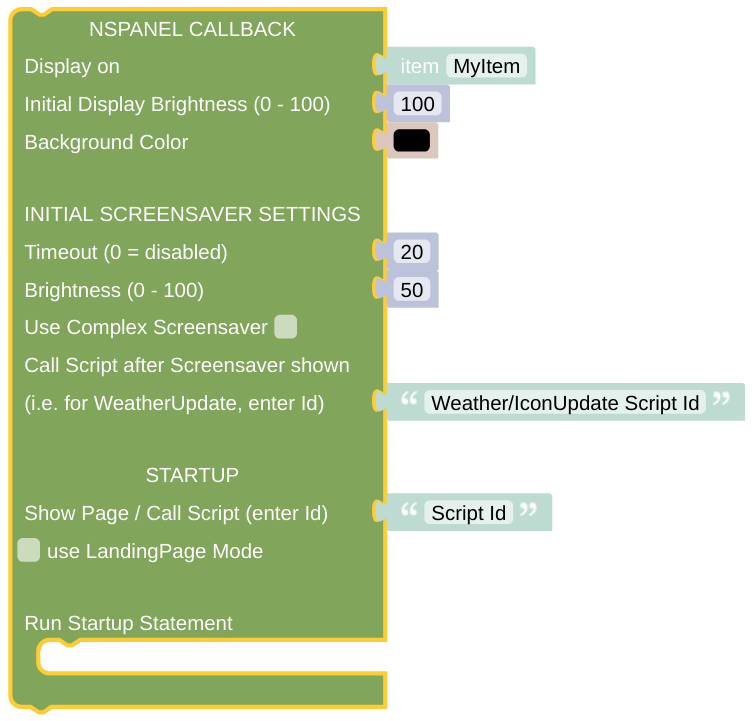 NSPANEL CALLBACK
Display on item MyItem
Initial Display Brightness (0 - 100) 100
Background Color
INITIAL SCREENSAVER SETTINGS
Timeout (0 = disabled) 20
Brightness (0 - 100) 50
Use Complex Screensaver
Call Script after Screensaver shown
(i.e. for WeatherUpdate, enter Id) “ Weather/IconUpdate Script Id ”
STARTUP
Show Page / Call Script (enter Id) “ Script Id ”
use LandingPage Mode
Run Startup Statement